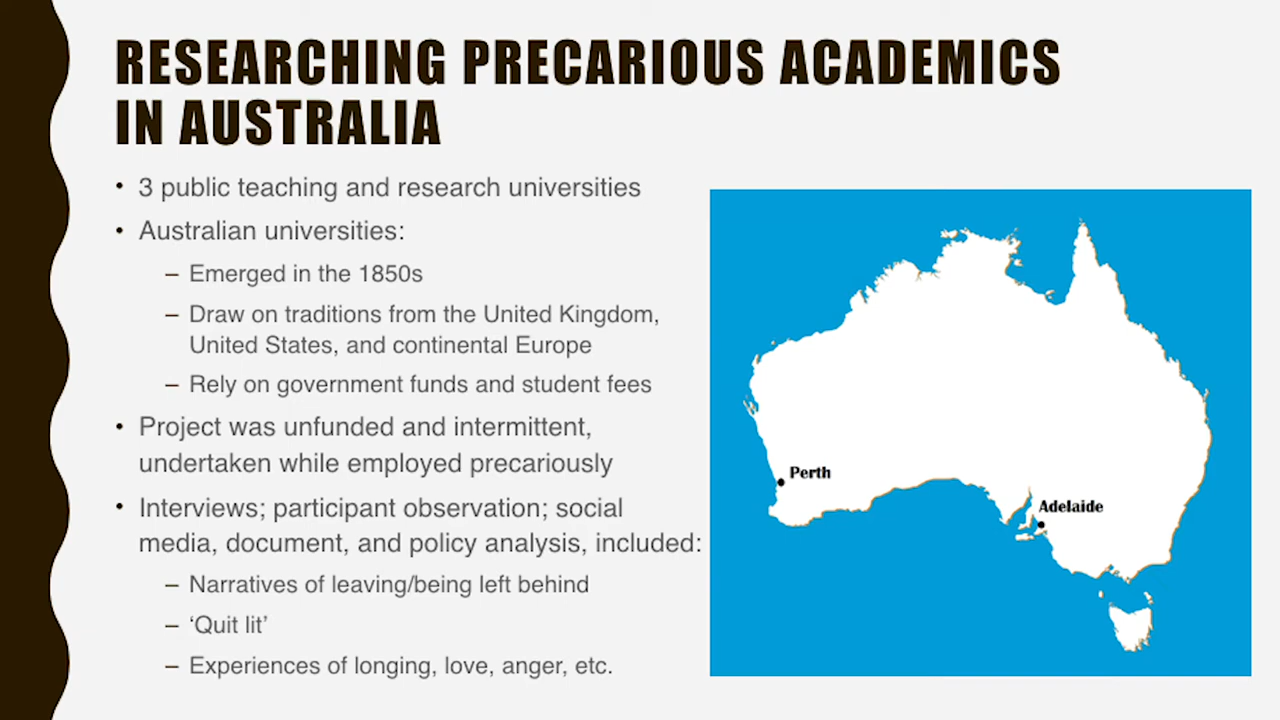 RESEARCHING PRECARIOUS ACADEMICS
IN AUSTRALIA
• 3 public teaching and research universities
• Australian universities:
– Emerged in the 1850s
– Draw on traditions from the United Kingdom,
United States, and continental Europe
– Rely on government funds and student fees
• Project was unfunded and intermittent,
undertaken while employed precariously
• Interviews; participant observation; social
media, document, and policy analysis, included:
– Narratives of leaving/being left behind
– ‘Quit lit’
– Experiences of longing, love, anger, etc.
Perth
Adelaide